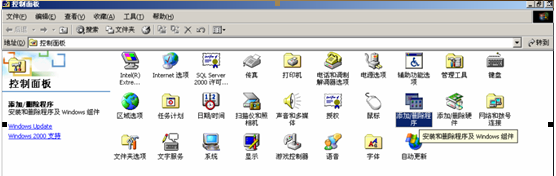 控制面板
文件(F) 编辑(E) 查看(V) 收藏(A) 工具(T) 帮助(H)
后退 搜索 文件夹
地址(D) 控制面板 转到
控制面板
添加/删除程序
安装和删除程序及 Windows 组件
Windows Update
Windows 2000 支持
Intel(R) Extre... Internet 选项 SQL Server 2000 许可... 传真 打印机 电话和调制解调器选项 电源选项 辅助功能选项 管理工具 键盘
区域选项 任务计划 日期/时间 扫描仪和照相机 声音和多媒体 授权 鼠标 添加/删除程序 添加/删除硬件 网络和拨号连接
安装和删除程序及 Windows 组件
文件夹选项 文字服务 系统 显示 游戏控制器 语音 字体 自动更新